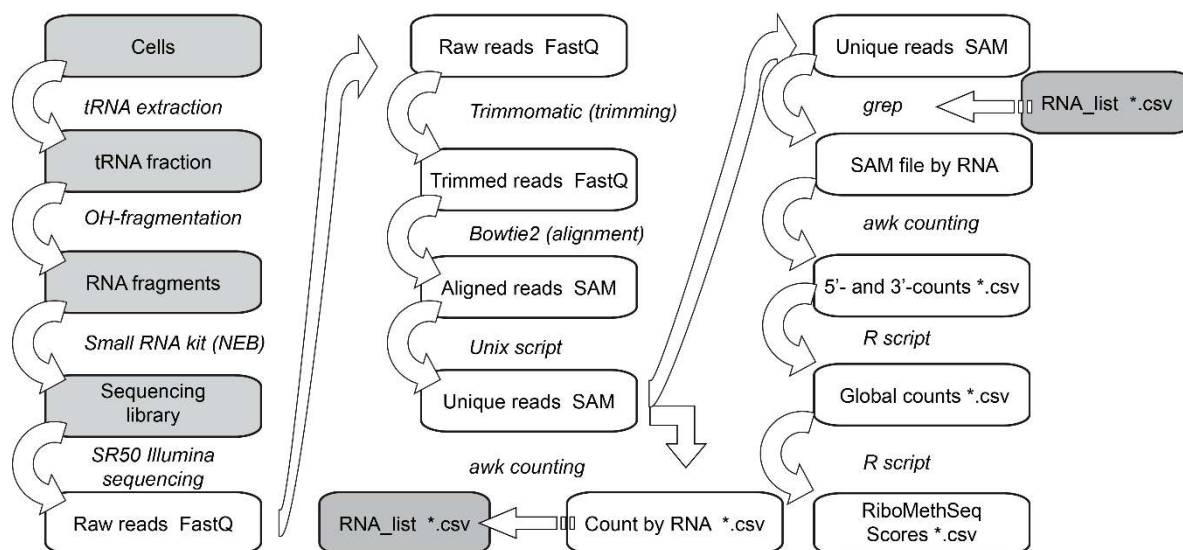 Cells
tRNA extraction
tRNA fraction
OH-fragmentation
RNA fragments
Small RNA kit (NEB)
Sequencing
library
SR50 Illumina
sequencing
Raw reads FastQ
Raw reads FastQ
Trimmomatic (trimming)
Trimmed reads FastQ
Bowtie2 (alignment)
Aligned reads SAM
Unix script
Unique reads SAM
awk counting
RNA_list *.csv
Count by RNA *.csv
Unique reads SAM
grep
RNA_list *.csv
SAM file by RNA
awk counting
5'- and 3'-counts *.csv
R script
Global counts *.csv
R script
RiboMethSeq
Scores *.csv